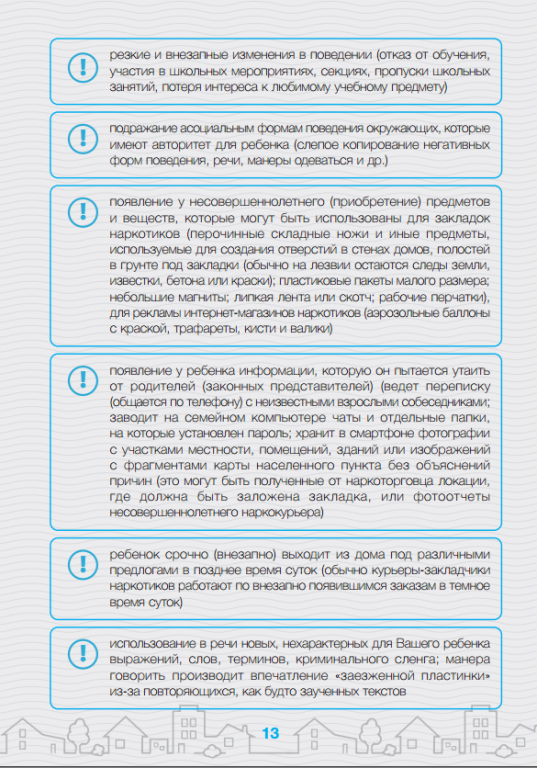 резкие и внезапные изменения в поведении (отказ от обучения,
участия в школьных мероприятиях, секциях, пропуски школьных
занятий, потеря интереса к любимому учебному предмету)
подражание асоциальным формам поведения окружающих, которые
имеют авторитет для ребенка (слепое копирование негативных
форм поведения, речи, манеры одеваться и др.)
появление у несовершеннолетнего (приобретение) предметов
и веществ, которые могут быть использованы для закладок
наркотиков (перочинные складные ножи и иные предметы,
используемые для создания отверстий в стенах домов, полостей
в грунте под закладки (обычно на лезвии остаются следы земли,
известки, бетона или краски); пластиковые пакеты малого размера;
небольшие магниты; липкая лента или скотч; рабочие перчатки),
для рекламы интернет-магазинов наркотиков (аэрозольные баллоны
с краской, трафареты, кисти и валики)
появление у ребенка информации, которую он пытается утаить
от родителей (законных представителей) (ведет переписку
(общается по телефону) с неизвестными взрослыми собеседниками;
заводит на семейном компьютере чаты и отдельные папки,
на которые установлен пароль; хранит в смартфоне фотографии
с участками местности, помещений, зданий или изображений
с фрагментами карты населенного пункта без объяснений
причин (это могут быть полученные от наркоторговца локации,
где должна быть заложена закладка, или фотоотчеты
несовершеннолетнего наркокурьера)
ребенок срочно (внезапно) выходит из дома под различными
предлогами в позднее время суток (обычно курьеры-закладчики
наркотиков работают по внезапно появившимся заказам в темное
время суток)
использование в речи новых, нехарактерных для Вашего ребенка
выражений, слов, терминов, криминального сленга; манера
говорить производит впечатление «заезженной пластинки»
из-за повторяющихся, как будто заученных текстов
13